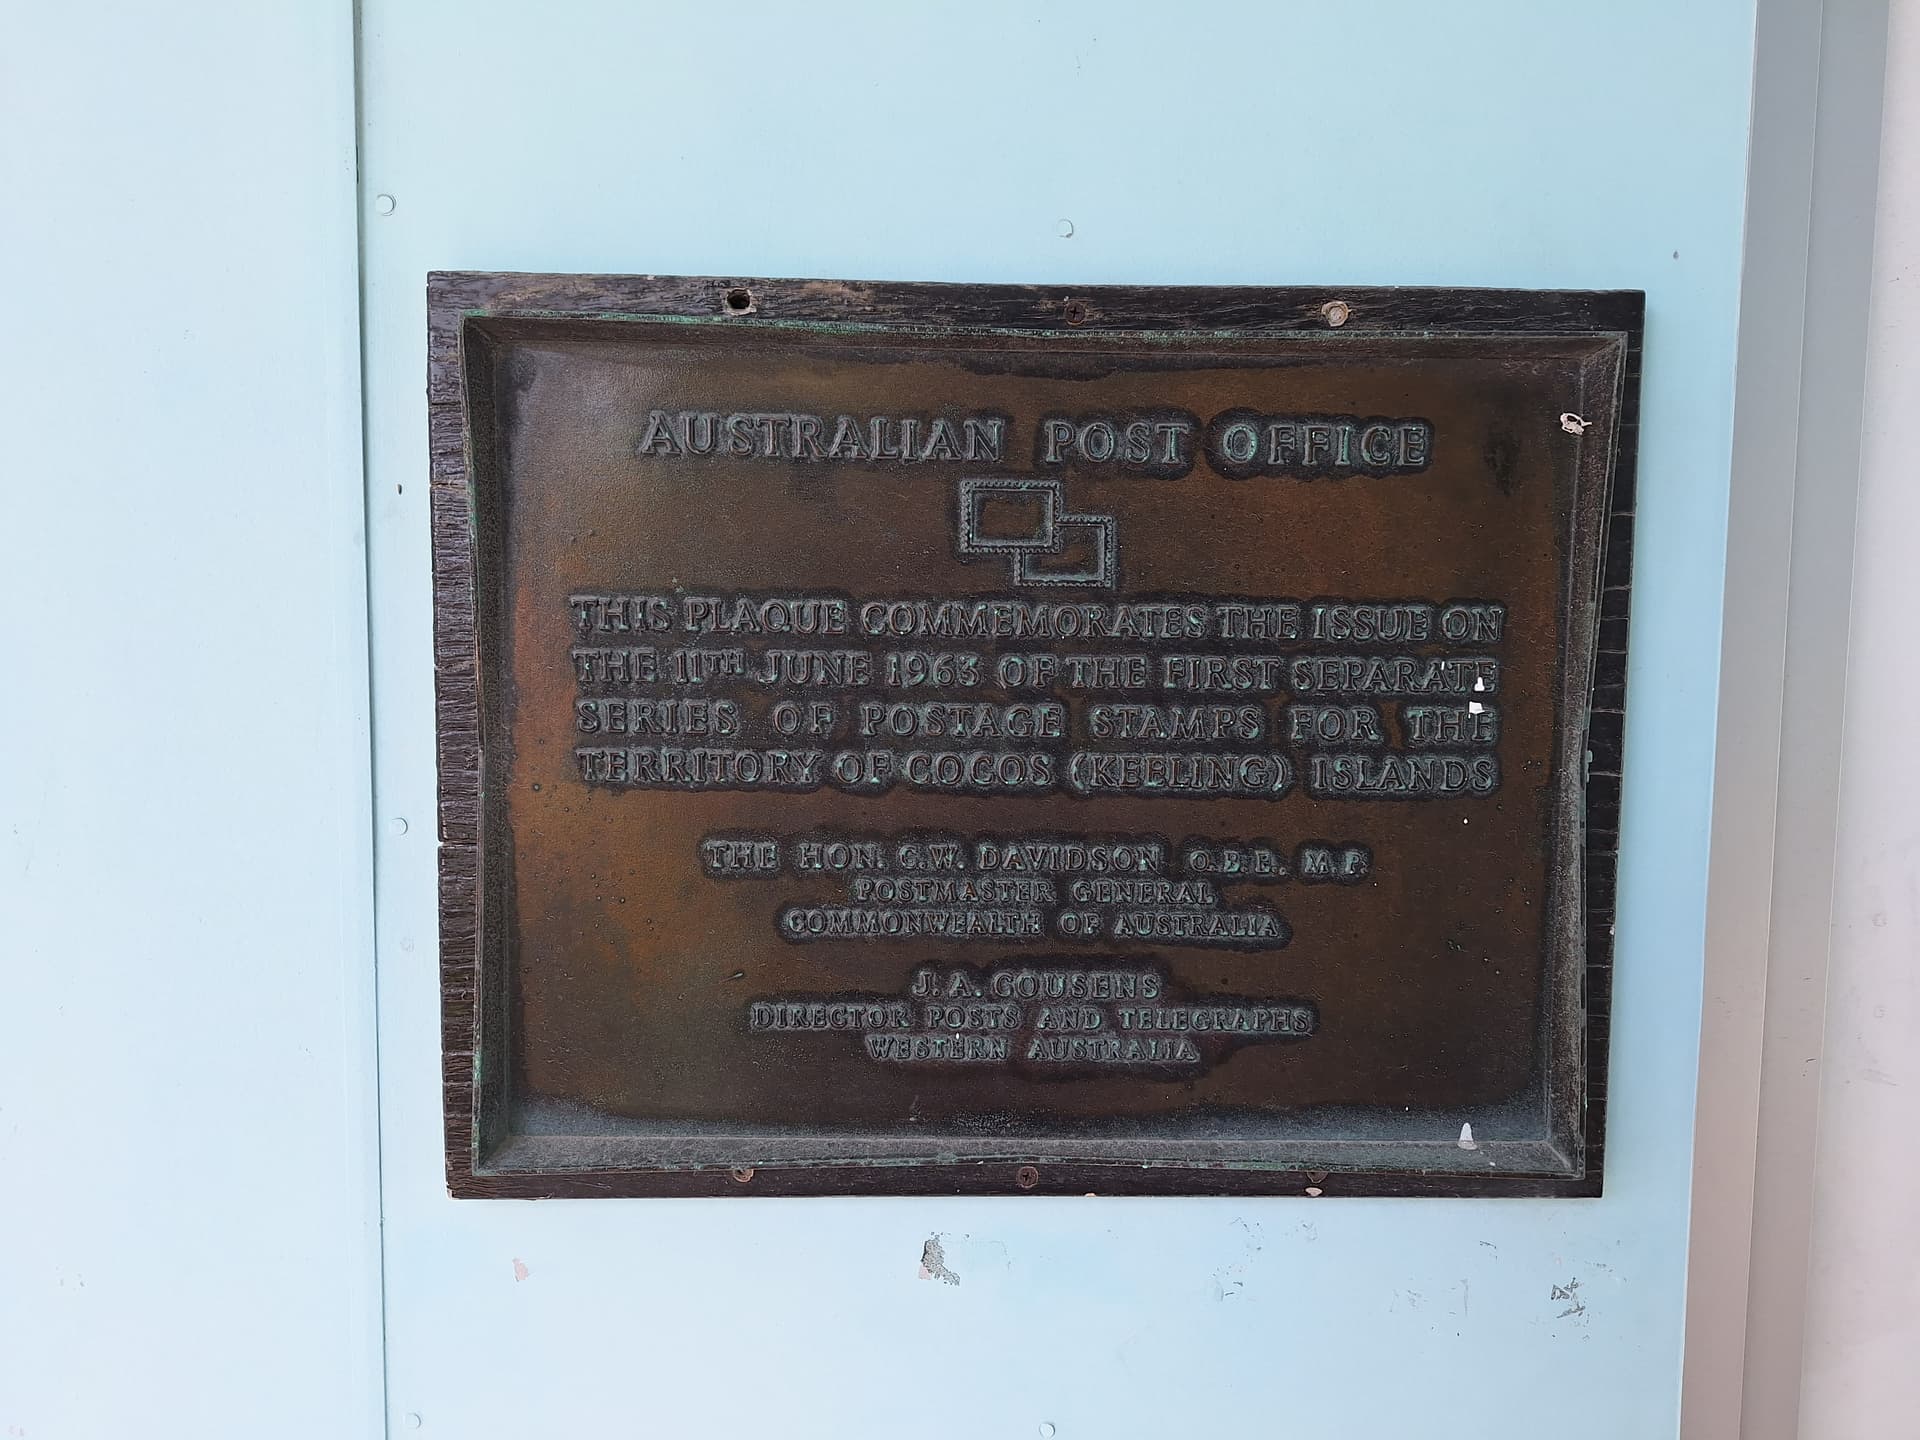 AUSTRALIAN POST OFFICE
THIS PLAQUE COMMEMORATES THE ISSUE ON
THE 11TH JUNE 1963 OF THE FIRST SEPARATE
SERIES OF POSTAGE STAMPS FOR THE
TERRITORY OF COCOS (KEELING) ISLANDS
THE HON. C.W. DAVIDSON O.B.E., M.P.
POSTMASTER GENERAL
COMMONWEALTH OF AUSTRALIA
J. A. COUSENS
DIRECTOR POSTS AND TELEGRAPHS
WESTERN AUSTRALIA